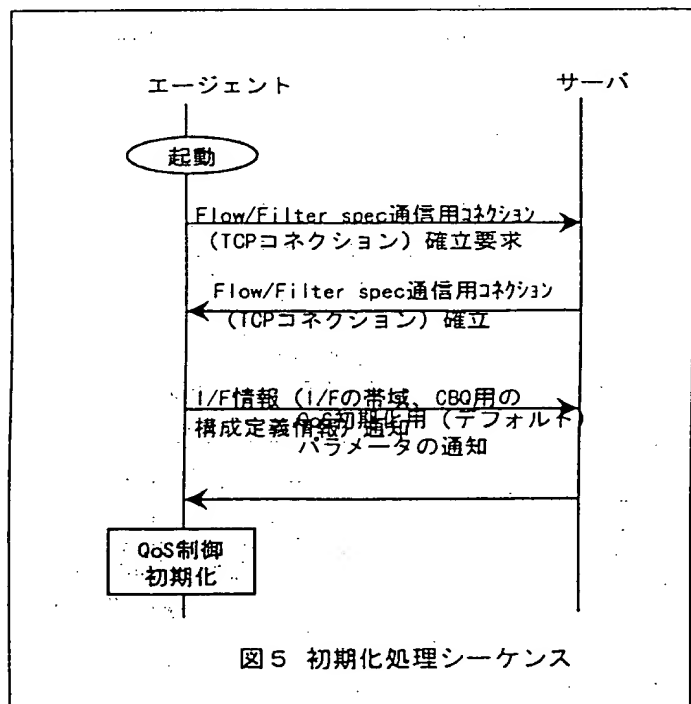 エージェント
サーバ
起動
Flow/Filter spec通信用コネクション
(TCPコネクション)確立要求
Flow/Filter spec通信用コネクション
(TCPコネクション)確立
I/F情報(I/Fの帯域、CBQ用の
構成定義情報)通知
QoS初期化用(デフォルト)
パラメータの通知
QoS制御
初期化
図5 初期化処理シーケンス